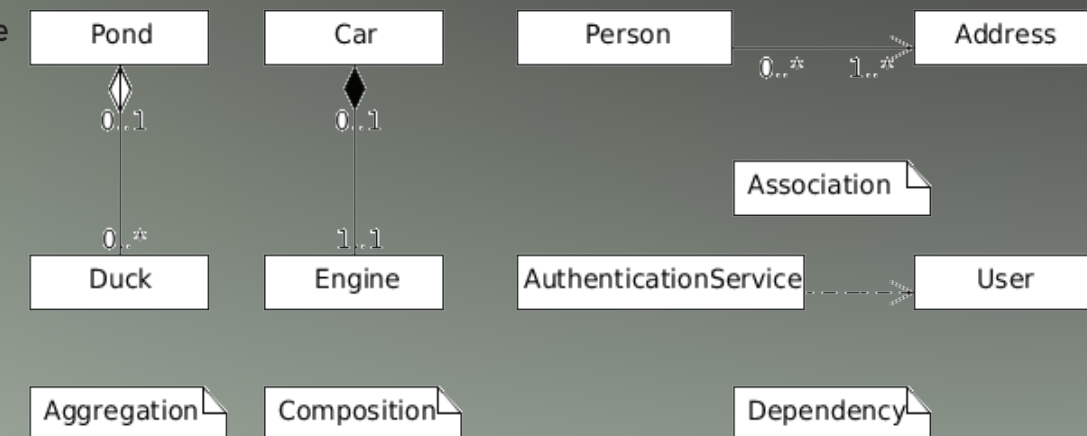 e
Pond
Car
Person
Address
0..1
0..1
0..*
1..*
Association
0..*
1..1
Duck
Engine
AuthenticationService
User
Aggregation
Composition
Dependency